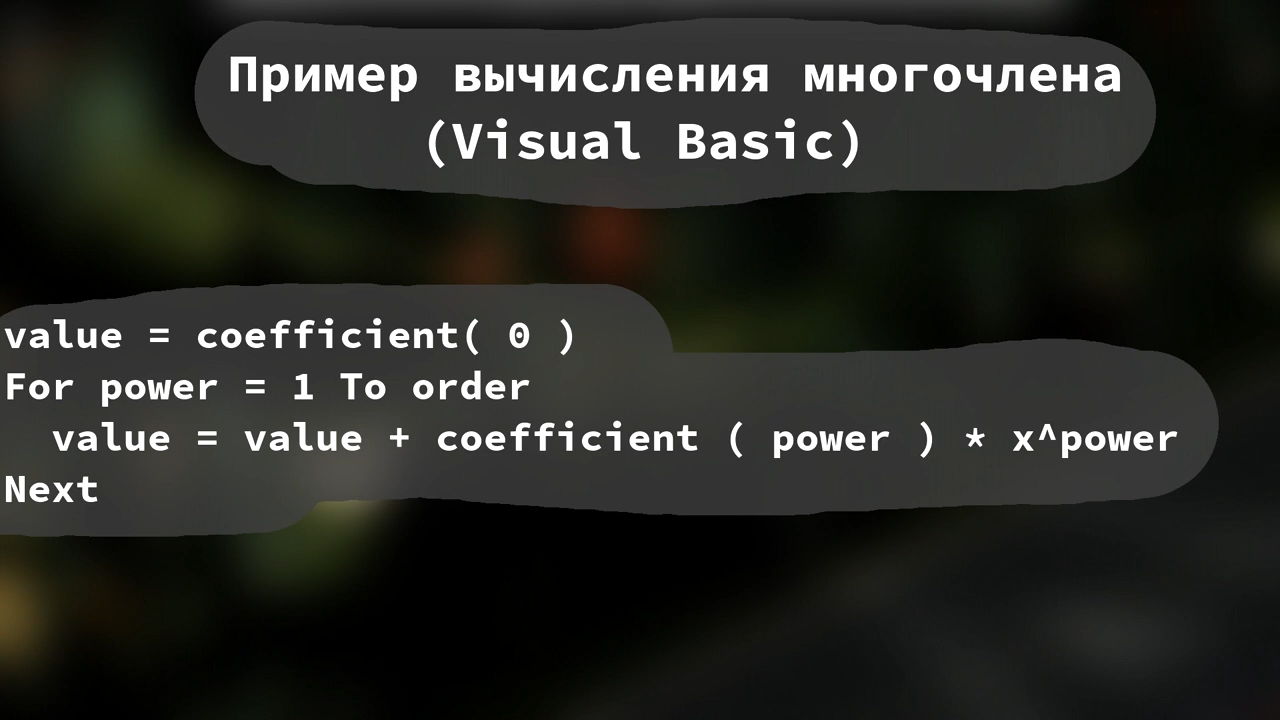 Пример вычисления многочлена
(Visual Basic)
value = coefficient( 0 )
For power = 1 To order
  value = value + coefficient ( power ) * x^power
Next